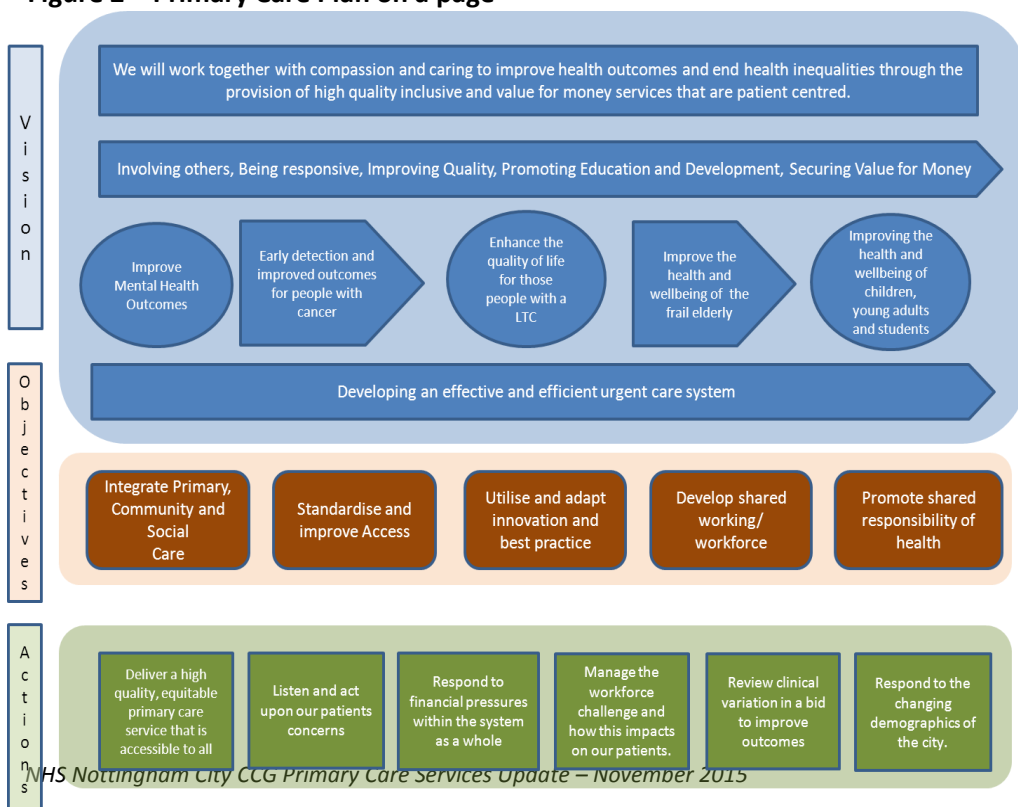 Figure – Primary Care Plan on a page
Vision
We will work together with compassion and caring to improve health outcomes and end health inequalities through the
provision of high quality inclusive and value for money services that are patient centred.
Involving others, Being responsive, Improving Quality, Promoting Education and Development, Securing Value for Money
Improve
Mental Health
Outcomes
Early detection and
improved outcomes
for people with
cancer
Enhance the
quality of life
for those
people with a
LTC
Improve the
health and
wellbeing of the
frail elderly
Improving the
health and
wellbeing of
children,
young adults
and students
Developing an effective and efficient urgent care system
Objectives
Integrate Primary,
Community and
Social
Care
Standardise and
improve Access
Utilise and adapt
innovation and
best practice
Develop shared
working/
workforce
Promote shared
responsibility of
health
Actions
Deliver a high
quality, equitable
primary care
service that is
accessible to all
Listen and act
upon our patients
concerns
Respond to
financial pressures
within the system
as a whole
Manage the
workforce
challenge and
how this impacts
on our patients.
Review clinical
variation in a bid
to improve
outcomes
Respond to the
changing
demographics of
the city.
NHS Nottingham City CCG Primary Care Services Update – November 2015